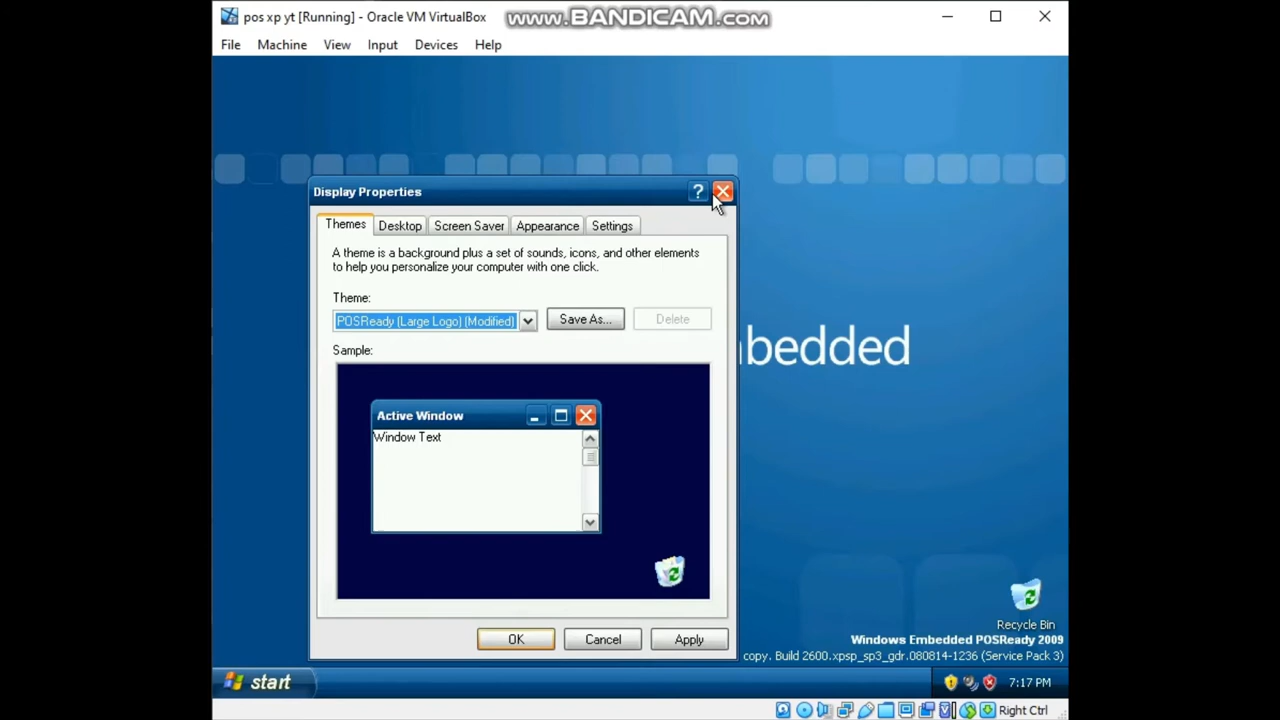 pos xp yt [Running] - Oracle VM VirtualBox
www.BANDICAM.com
File Machine View Input Devices Help
Display Properties
?
Themes Desktop Screen Saver Appearance Settings
A theme is a background plus a set of sounds, icons, and other elements
to help you personalize your computer with one click.
Theme:
POSReady (Large Logo) (Modified)
Save As...
Delete
bedded
Sample:
Active Window
Window Text
OK
Cancel
Apply
Recycle Bin
Windows Embedded POSReady 2009
copy. Build 2600.xpsp_sp3_gdr.080814-1236 (Service Pack 3)
start
7:17 PM
Right Ctrl